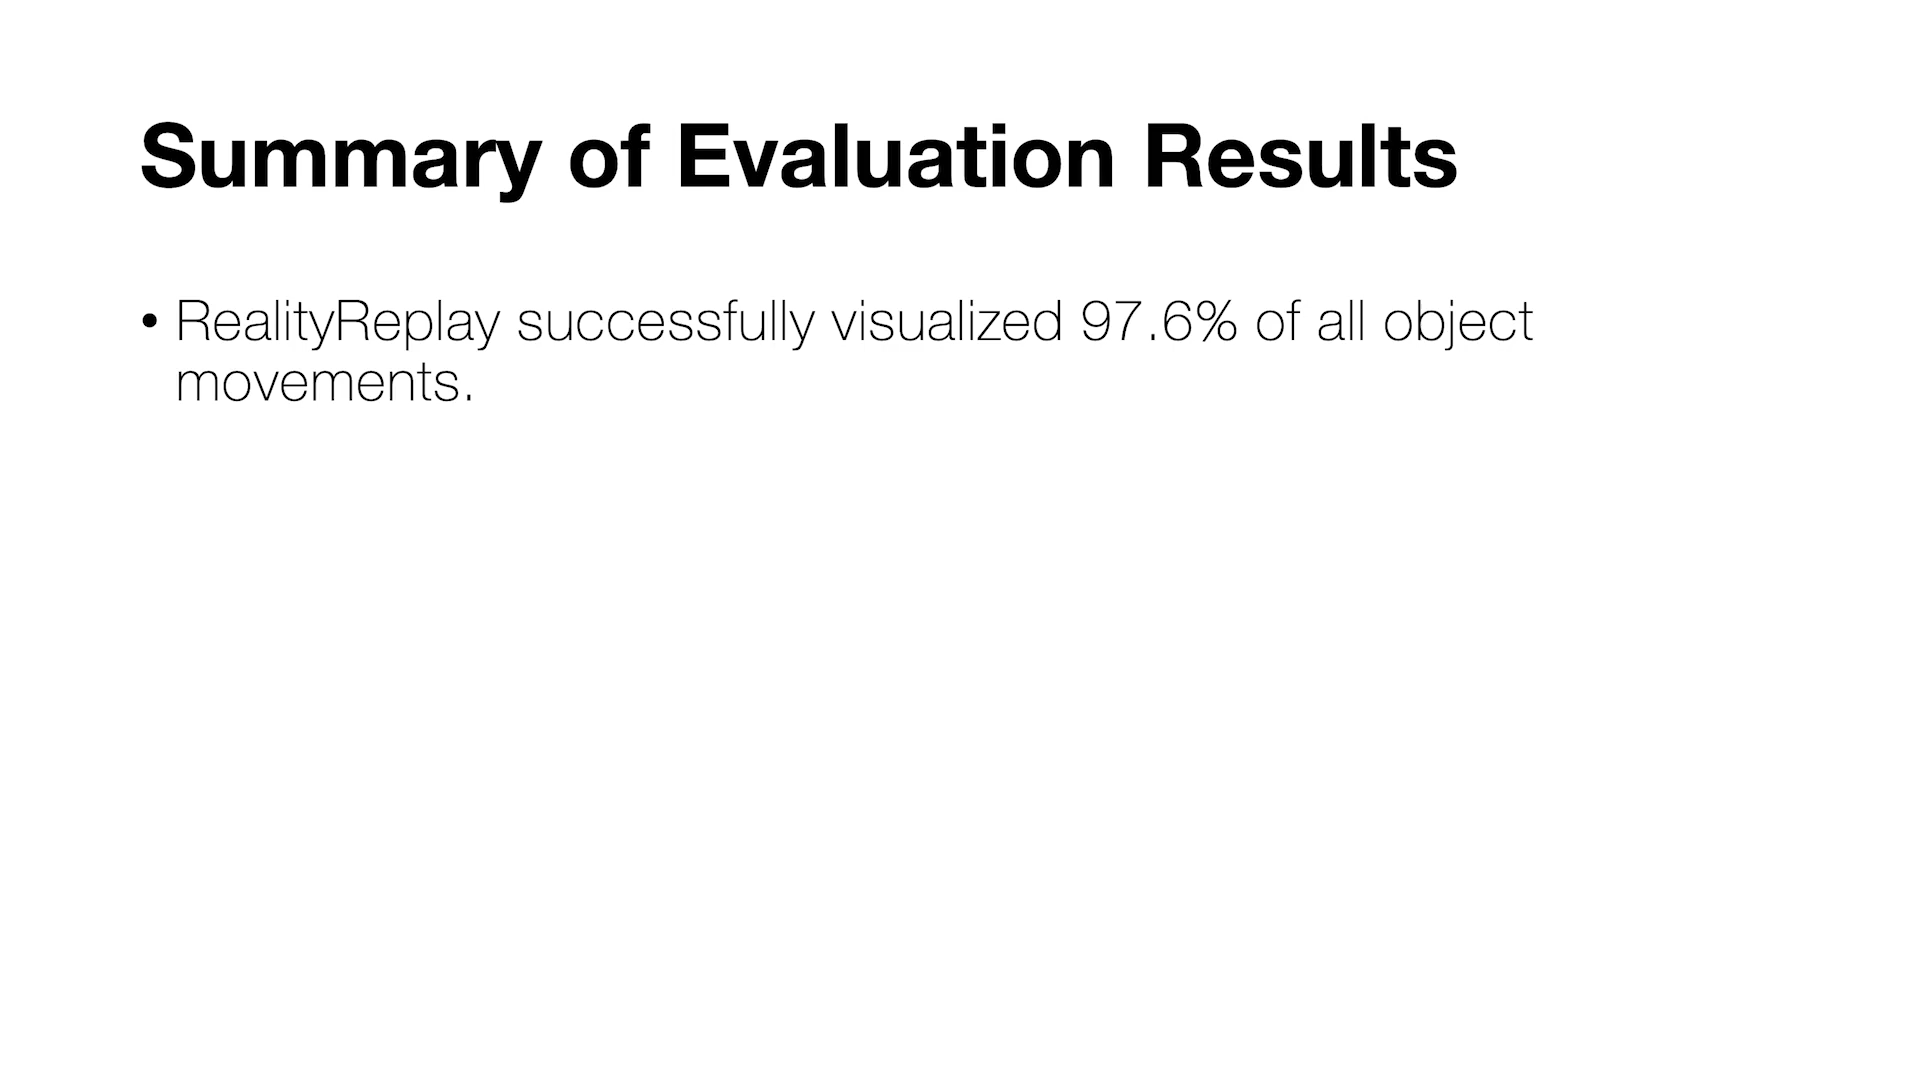 Summary of Evaluation Results
• RealityReplay successfully visualized 97.6% of all object
movements.